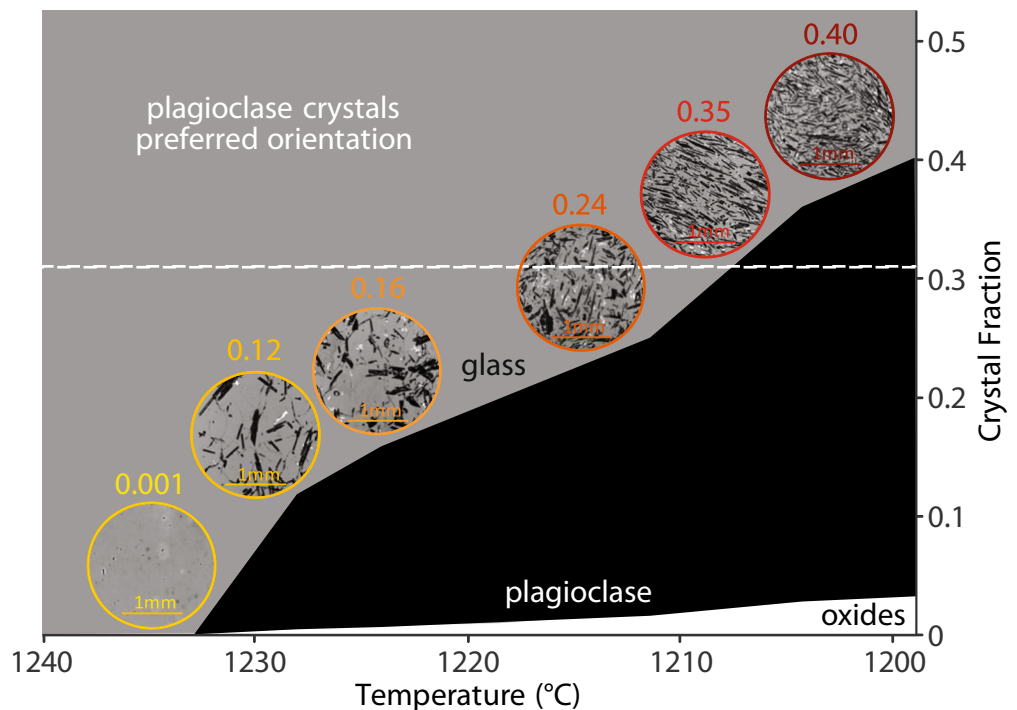 0.40
0.5
plagioclase crystals
preferred orientation
0.35
1mm
0.4
0.24
1mm
0.3
0.16
1mm
0.12
glass
1mm
0.2
Crystal Fraction
0.001
1mm
0.1
1mm
plagioclase
oxides
0
1240
1230
1220
1210
1200
Temperature (°C)